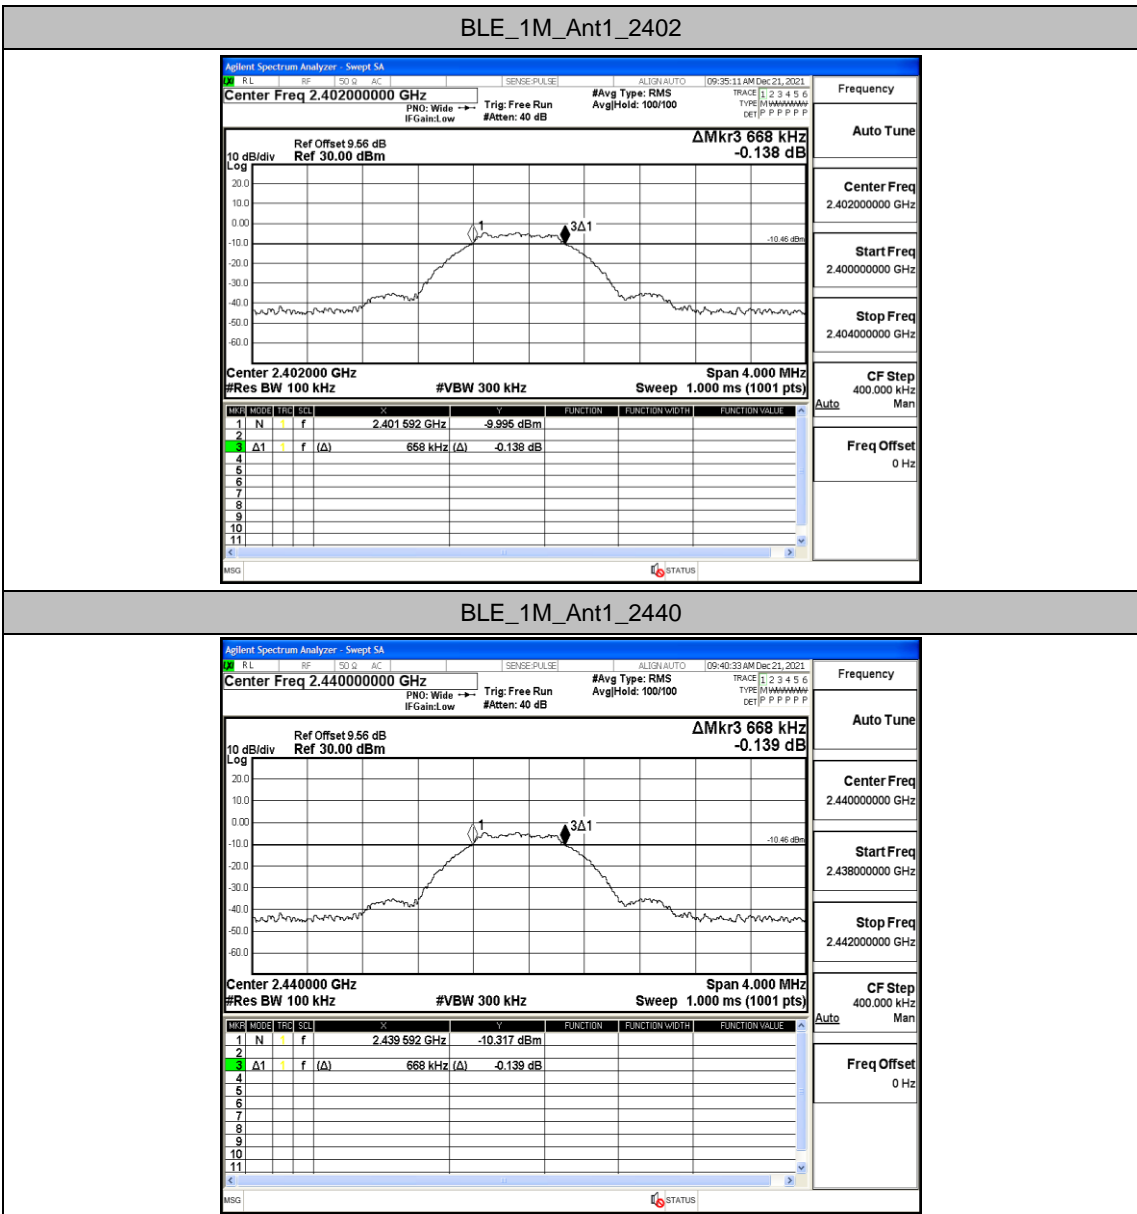 BLE_1M_Ant1_2402
Agilent Spectrum Analyzer - Swept SA
LXI RL RF 50 Ω AC SENSE:PULSE ALIGN AUTO 09:35:11 AM Dec 21, 2021
Center Freq 2.402000000 GHz
PNO: Wide
IFGain:Low
Trig: Free Run
#Atten: 40 dB
#Avg Type: RMS
Avg|Hold: 100/100
TRACE 1 2 3 4 5 6
TYPE M WWWWW
DET P P P P P P
ΔMkr3 668 kHz
-0.138 dB
Ref Offset 9.56 dB
10 dB/div Ref 30.00 dBm
Log
20.0
10.0
0.00
-10.0
-20.0
-30.0
-40.0
-50.0
-60.0
1
3Δ1
-10.46 dBm
Center 2.402000 GHz Span 4.000 MHz
#Res BW 100 kHz #VBW 300 kHz Sweep 1.000 ms (1001 pts)
MKR MODE TRC SCL X Y FUNCTION FUNCTION WIDTH FUNCTION VALUE
1 N 1 f 2.401 592 GHz -9.995 dBm
2
3 Δ1 1 f (Δ) 668 kHz (Δ) -0.138 dB
4
5
6
7
8
9
10
11
MSG STATUS
Frequency
Auto Tune
Center Freq
2.402000000 GHz
Start Freq
2.400000000 GHz
Stop Freq
2.404000000 GHz
CF Step
400.000 kHz
Auto Man
Freq Offset
0 Hz
BLE_1M_Ant1_2440
Agilent Spectrum Analyzer - Swept SA
LXI RL RF 50 Ω AC SENSE:PULSE ALIGN AUTO 09:40:33 AM Dec 21, 2021
Center Freq 2.440000000 GHz
PNO: Wide
IFGain:Low
Trig: Free Run
#Atten: 40 dB
#Avg Type: RMS
Avg|Hold: 100/100
TRACE 1 2 3 4 5 6
TYPE M WWWWW
DET P P P P P P
ΔMkr3 668 kHz
-0.139 dB
Ref Offset 9.56 dB
10 dB/div Ref 30.00 dBm
Log
20.0
10.0
0.00
-10.0
-20.0
-30.0
-40.0
-50.0
-60.0
1
3Δ1
-10.46 dBm
Center 2.440000 GHz Span 4.000 MHz
#Res BW 100 kHz #VBW 300 kHz Sweep 1.000 ms (1001 pts)
MKR MODE TRC SCL X Y FUNCTION FUNCTION WIDTH FUNCTION VALUE
1 N 1 f 2.439 592 GHz -10.317 dBm
2
3 Δ1 1 f (Δ) 668 kHz (Δ) -0.139 dB
4
5
6
7
8
9
10
11
MSG STATUS
Frequency
Auto Tune
Center Freq
2.440000000 GHz
Start Freq
2.438000000 GHz
Stop Freq
2.442000000 GHz
CF Step
400.000 kHz
Auto Man
Freq Offset
0 Hz